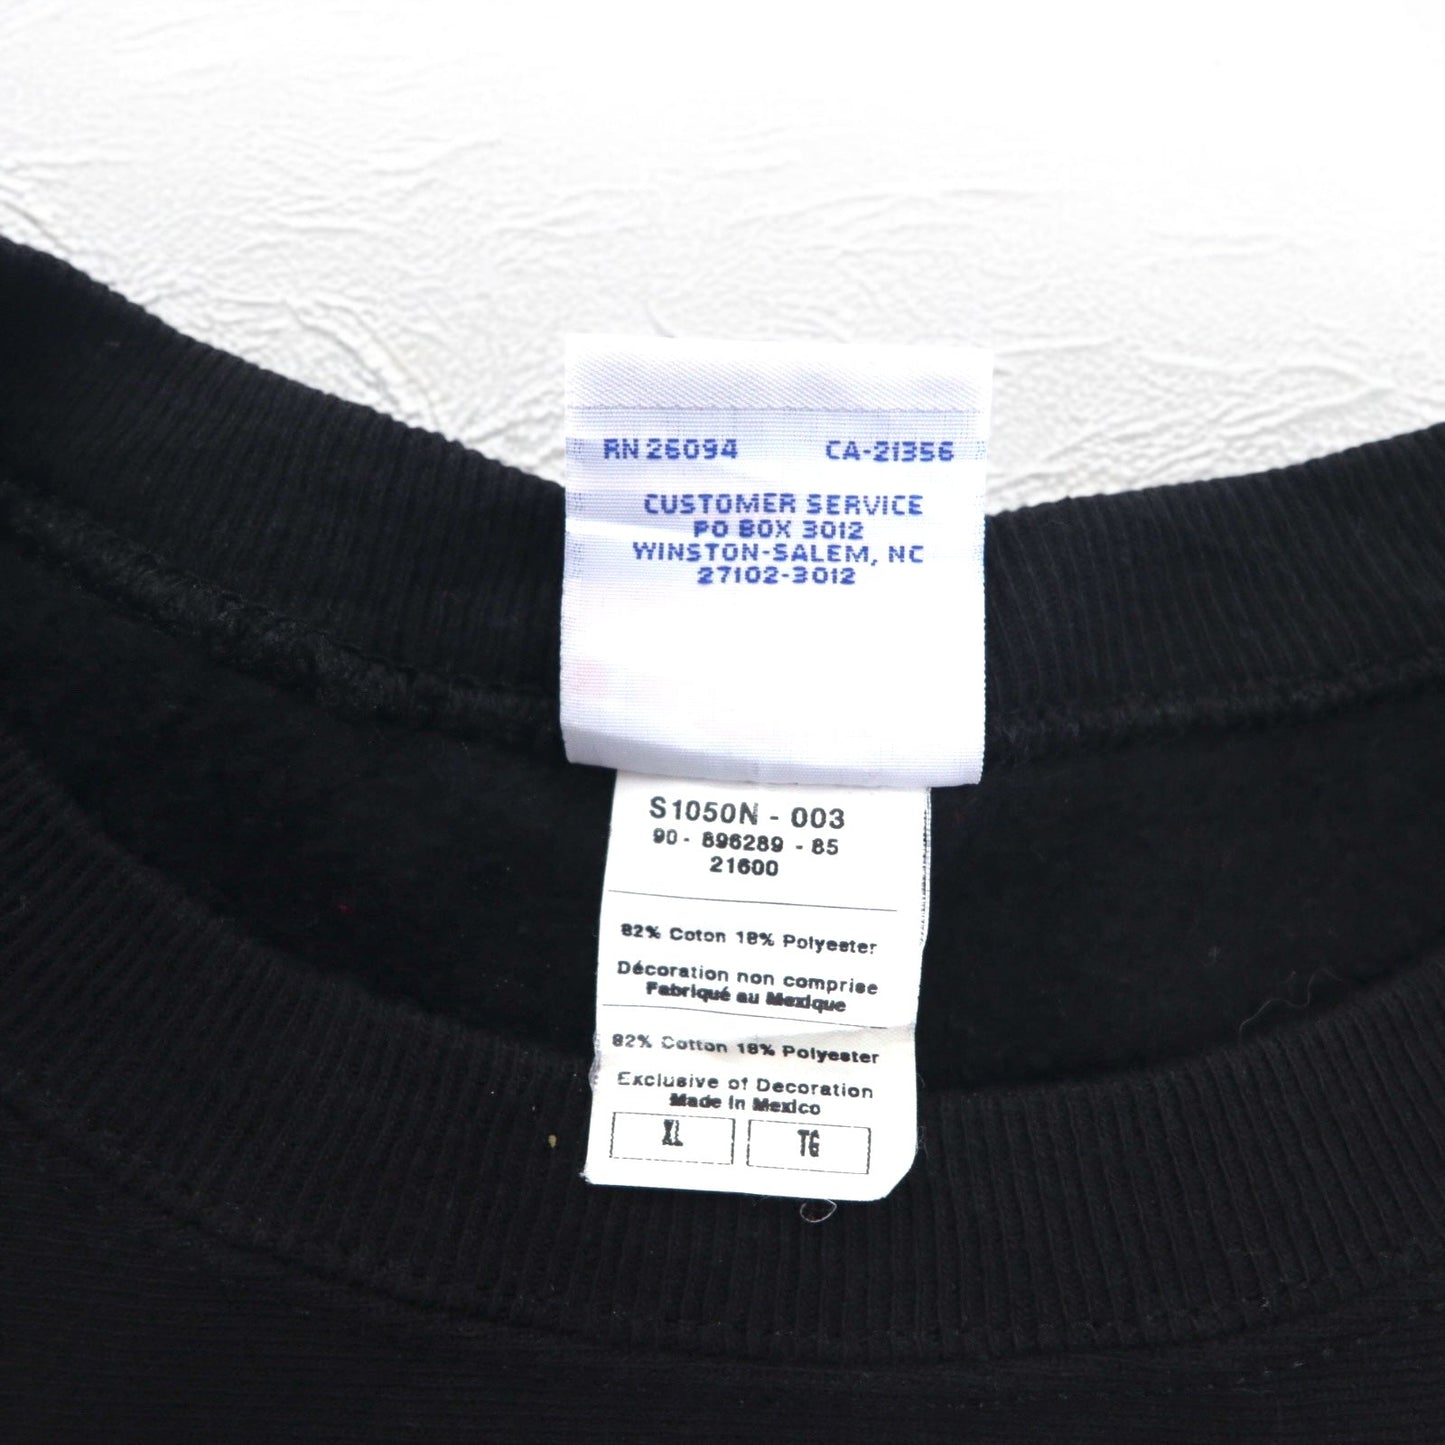 RN 26094 CA-21356
CUSTOMER SERVICE
PO BOX 3012
WINSTON-SALEM, NC
27102-3012
S1050N - 003
90 - 896289 - 85
21600
82% Coton 18% Polyester
Décoration non comprise
Fabriqué au Mexique
82% Cotton 18% Polyester
Exclusive of Decoration
Made in Mexico
XL TG